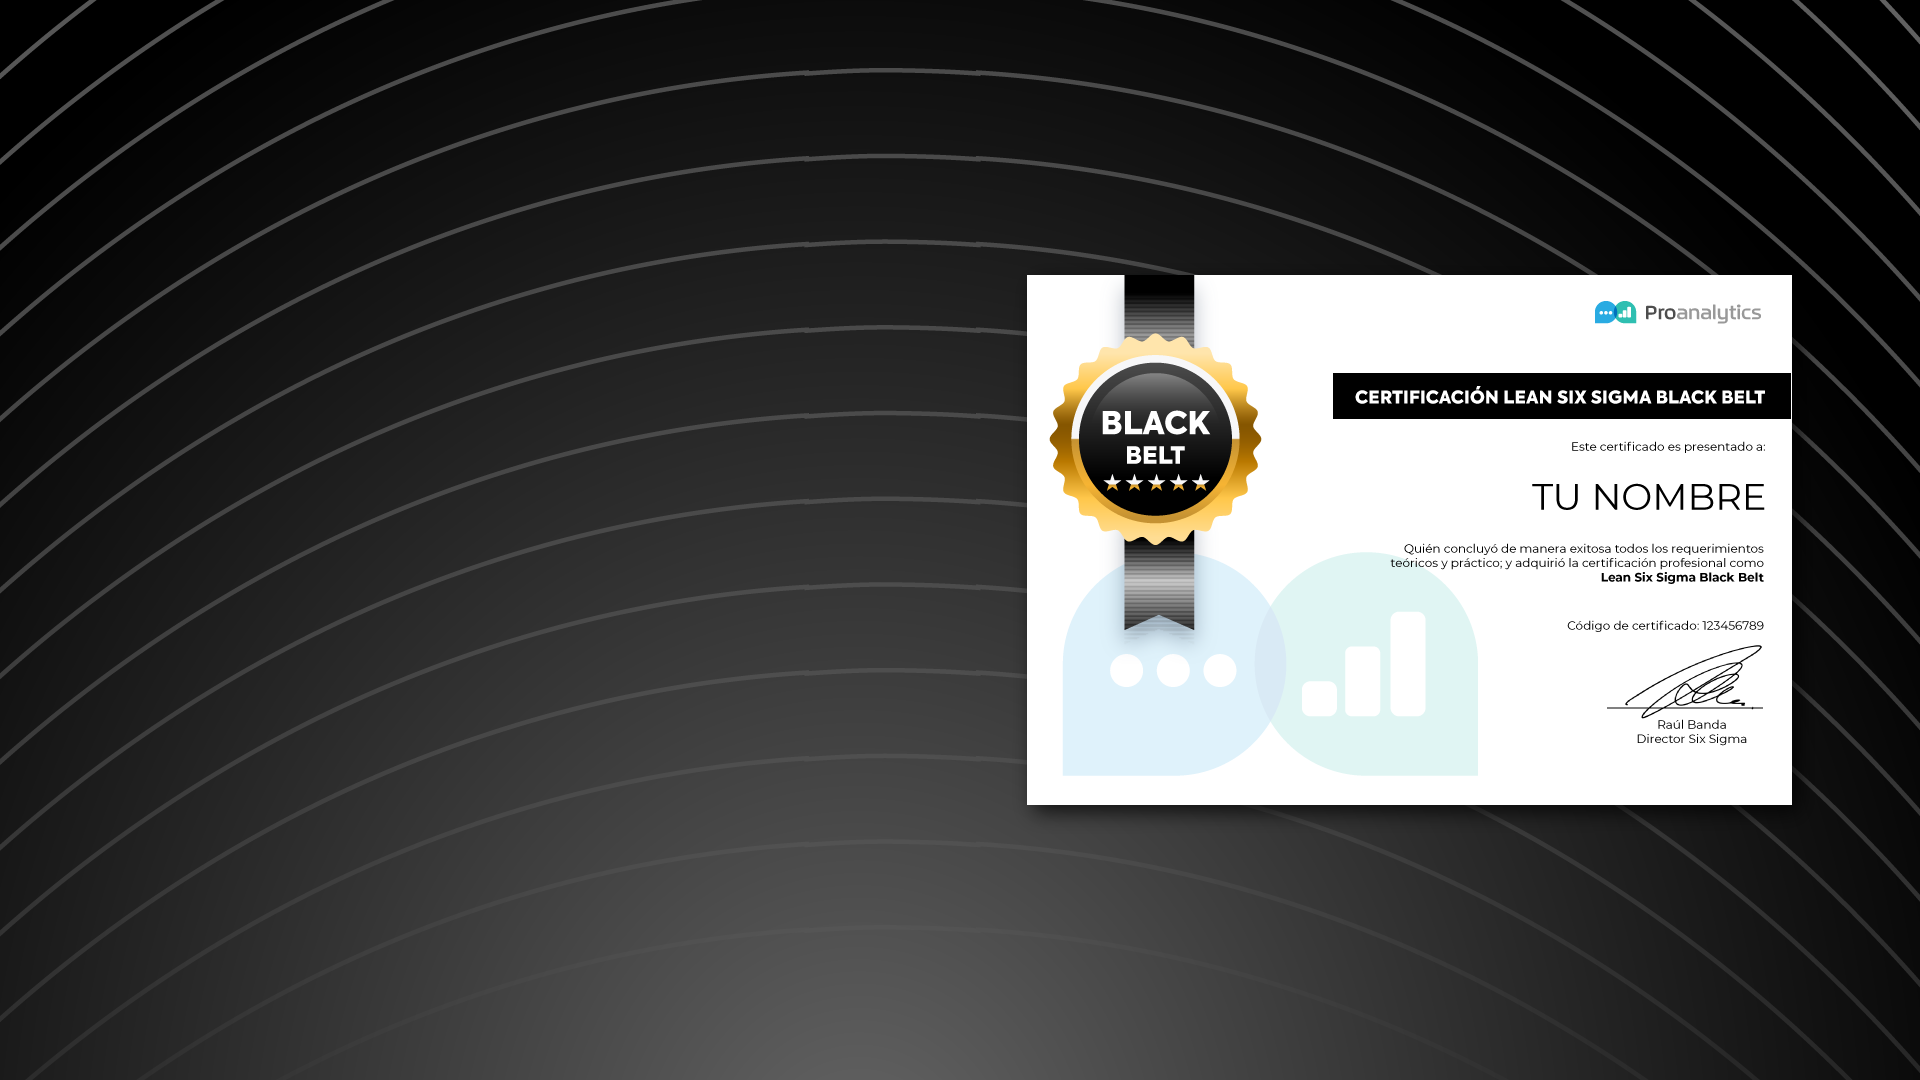 Proanalytics
CERTIFICACIÓN LEAN SIX SIGMA BLACK BELT
BLACK
BELT
Este certificado es presentado a:
TU NOMBRE
Quién concluyó de manera exitosa todos los requerimientos
teóricos y práctico; y adquirió la certificación profesional como
Lean Six Sigma Black Belt
Código de certificado: 123456789
Raúl Banda
Director Six Sigma